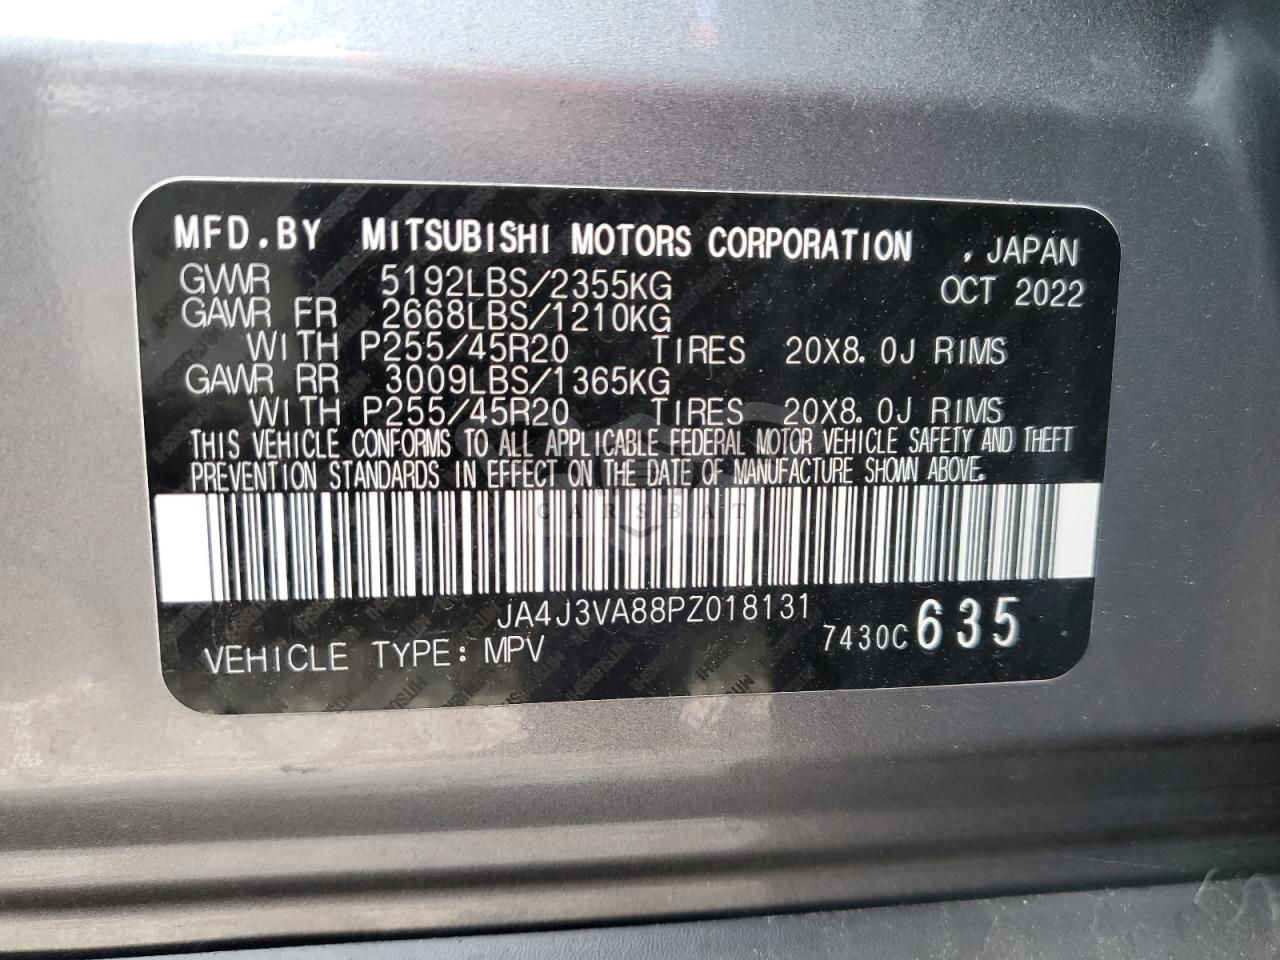 MFD.BY MITSUBISHI MOTORS CORPORATION , JAPAN
GVWR 5192LBS/2355KG OCT 2022
GAWR FR 2668LBS/1210KG
WITH P255/45R20 TIRES 20X8.0J RIMS
GAWR RR 3009LBS/1365KG
WITH P255/45R20 TIRES 20X8.0J RIMS
THIS VEHICLE CONFORMS TO ALL APPLICABLE FEDERAL MOTOR VEHICLE SAFETY AND THEFT
PREVENTION STANDARDS IN EFFECT ON THE DATE OF MANUFACTURE SHOWN ABOVE.
CARSBAT
JA4J3VA88PZ018131
VEHICLE TYPE: MPV 7430C 635